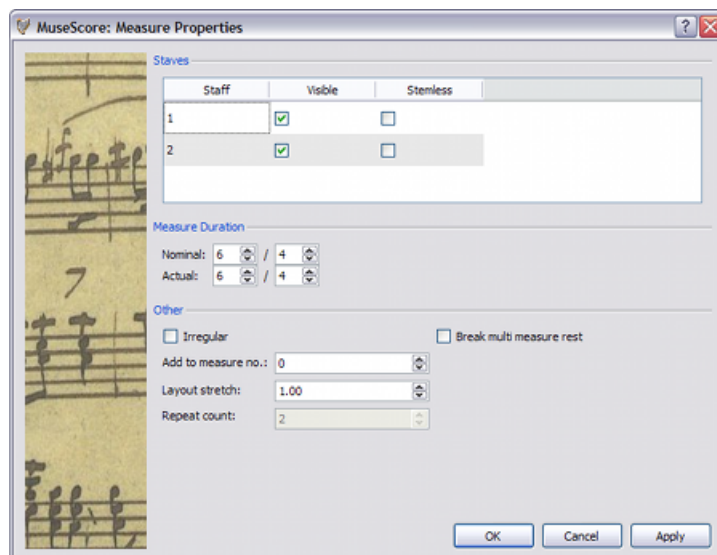 MuseScore: Measure Properties
Staves
Staff Visible Stemless
1
2
Measure Duration
Nominal: 6 / 4
Actual: 6 / 4
Other
Irregular Break multi measure rest
Add to measure no.: 0
Layout stretch: 1.00
Repeat count: 2
OK Cancel Apply